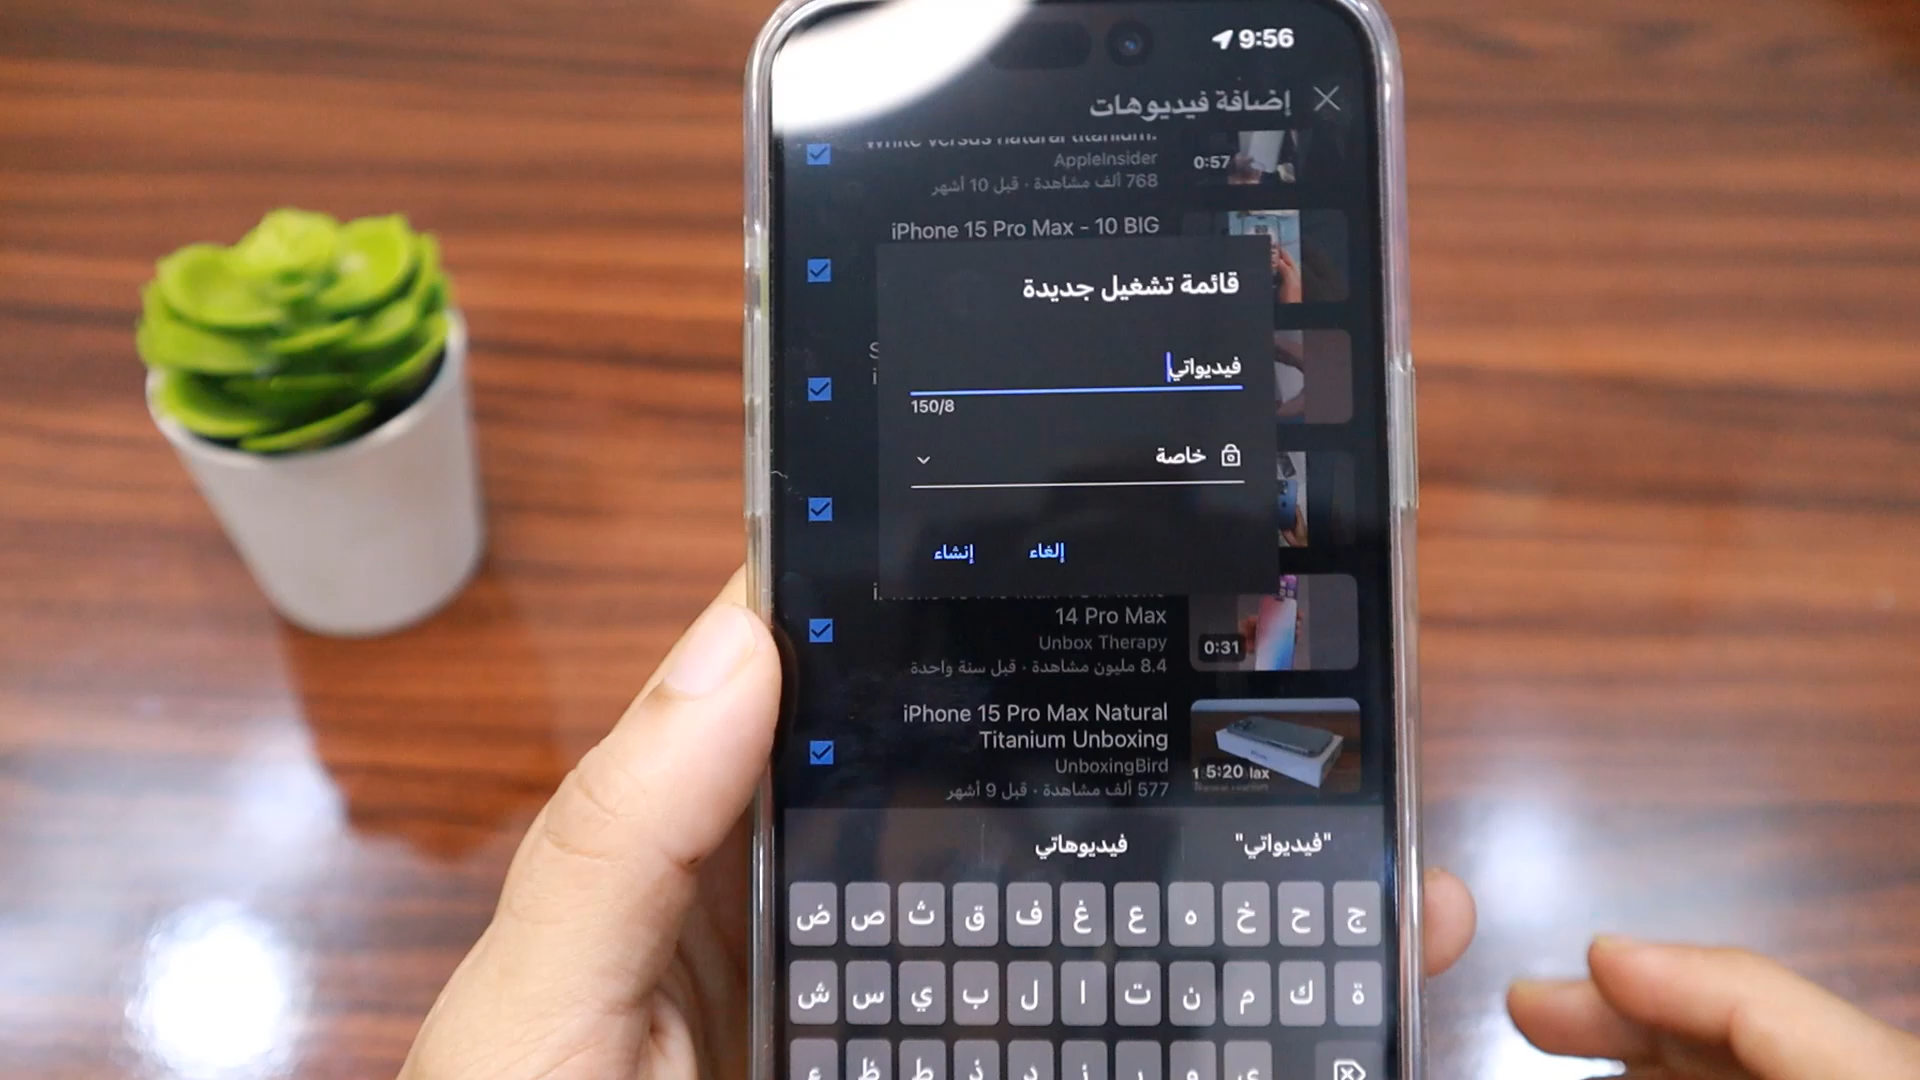 9:56
إضافة فيديوهات
White versus natural titanium.
AppleInsider
768 ألف مشاهدة · قبل 10 أشهر
0:57
iPhone 15 Pro Max - 10 BIG
قائمة تشغيل جديدة
فيديواتي
150/8
خاصة
إلغاء
إنشاء
14 Pro Max
Unbox Therapy
8.4 مليون مشاهدة · قبل سنة واحدة
0:31
iPhone 15 Pro Max Natural
Titanium Unboxing
UnboxingBird
577 ألف مشاهدة · قبل 9 أشهر
5:20
"فيديواتي"
فيديوهاتي
ض ص ث ق ف غ ع ه خ ح ج
ش س ي ب ل ا ت ن م ك ة